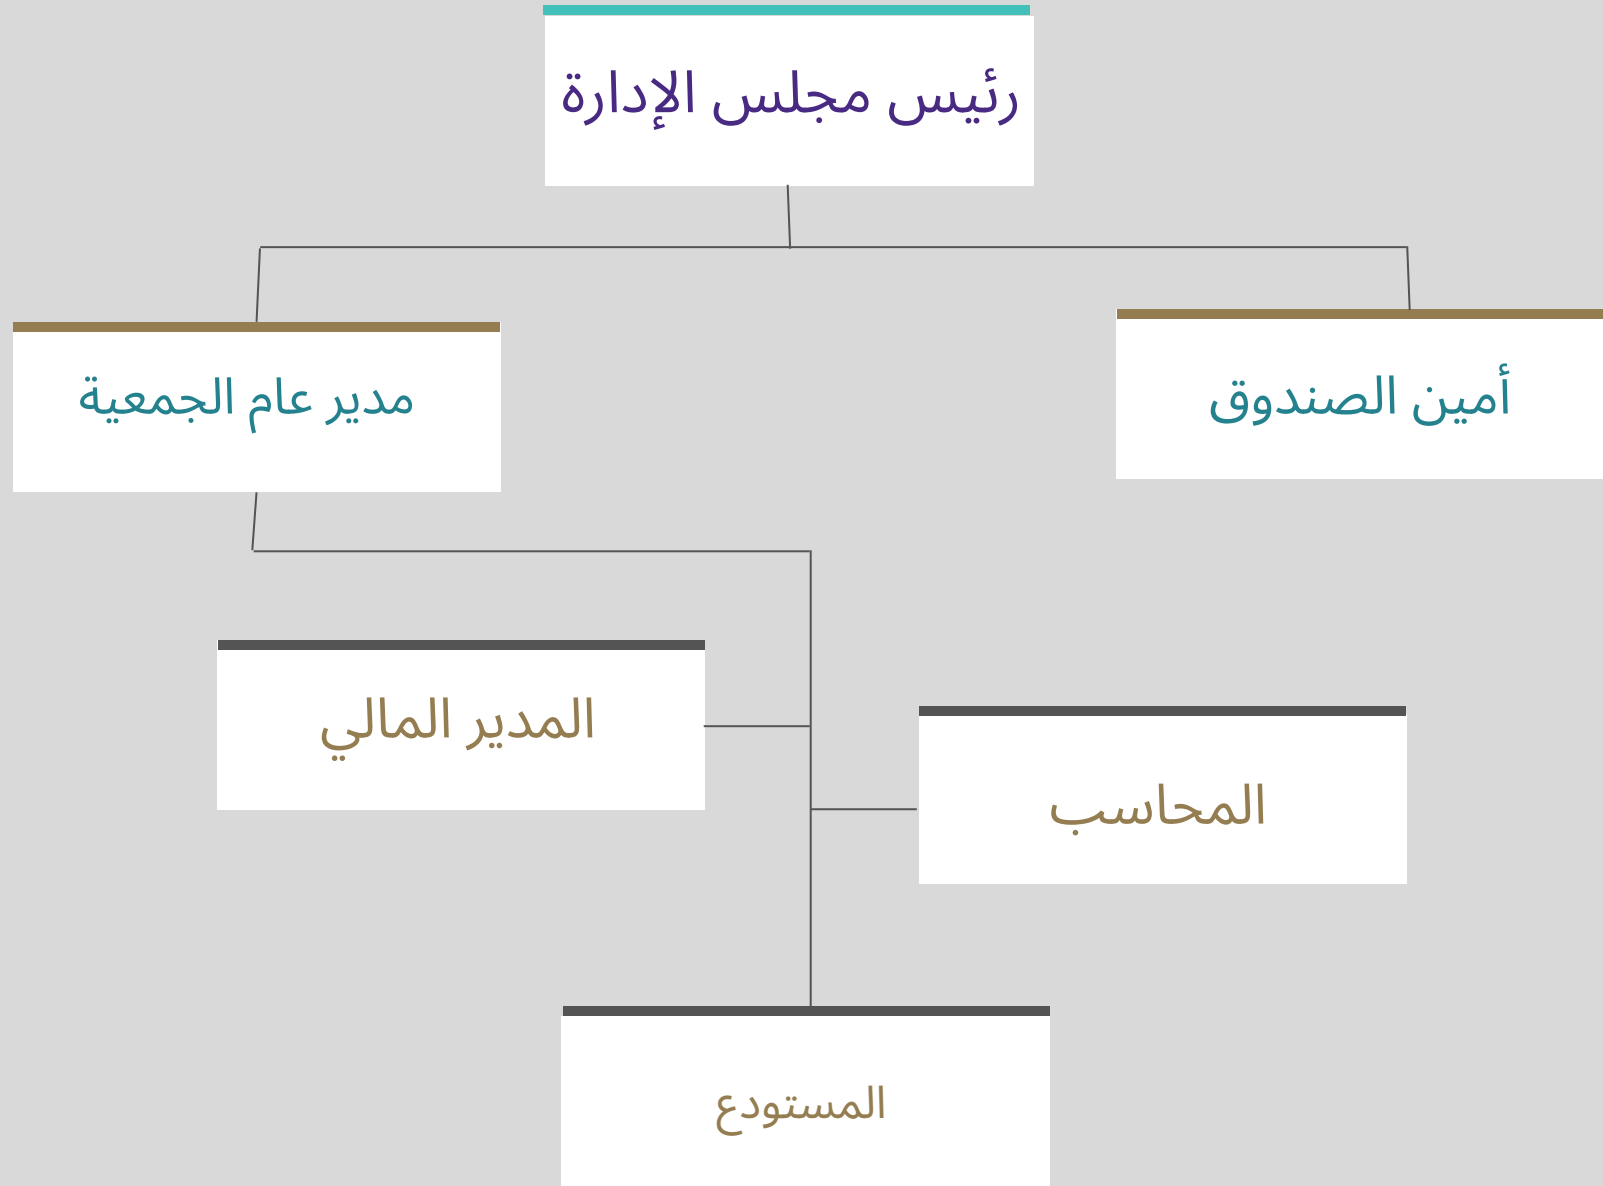 رئيس مجلس الإدارة
أمين الصندوق
مدير عام الجمعية
المدير المالي
المحاسب
المستودع